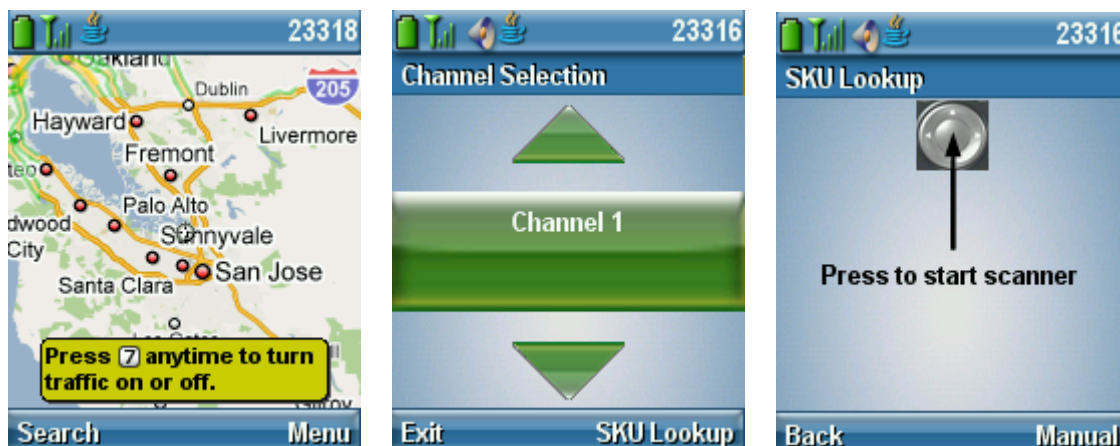 23318
Oakland
Dublin
205
Hayward
Livermore
Fremont
teo
Palo Alto
dwood
City
Sunnyvale
San Jose
Santa Clara
Press 7 anytime to turn
traffic on or off.
Gilroy
Search Menu
23316
Channel Selection
Channel 1
Exit SKU Lookup
23316
SKU Lookup
Press to start scanner
Back Manual